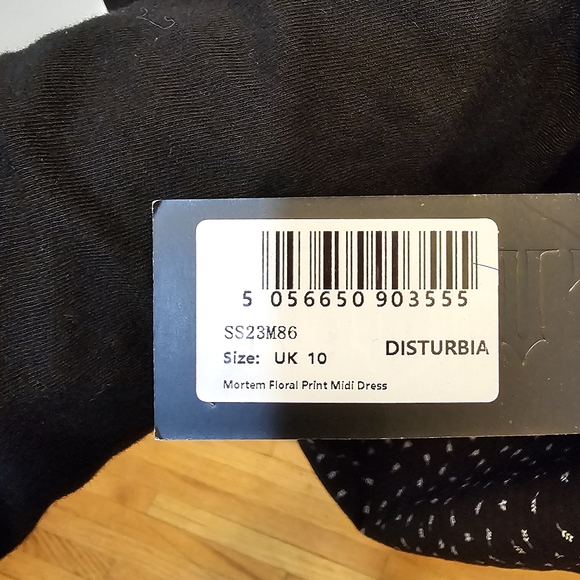 5 056650 903555
SS23M86
Size: UK 10
DISTURBIA
Mortem Floral Print Midi Dress